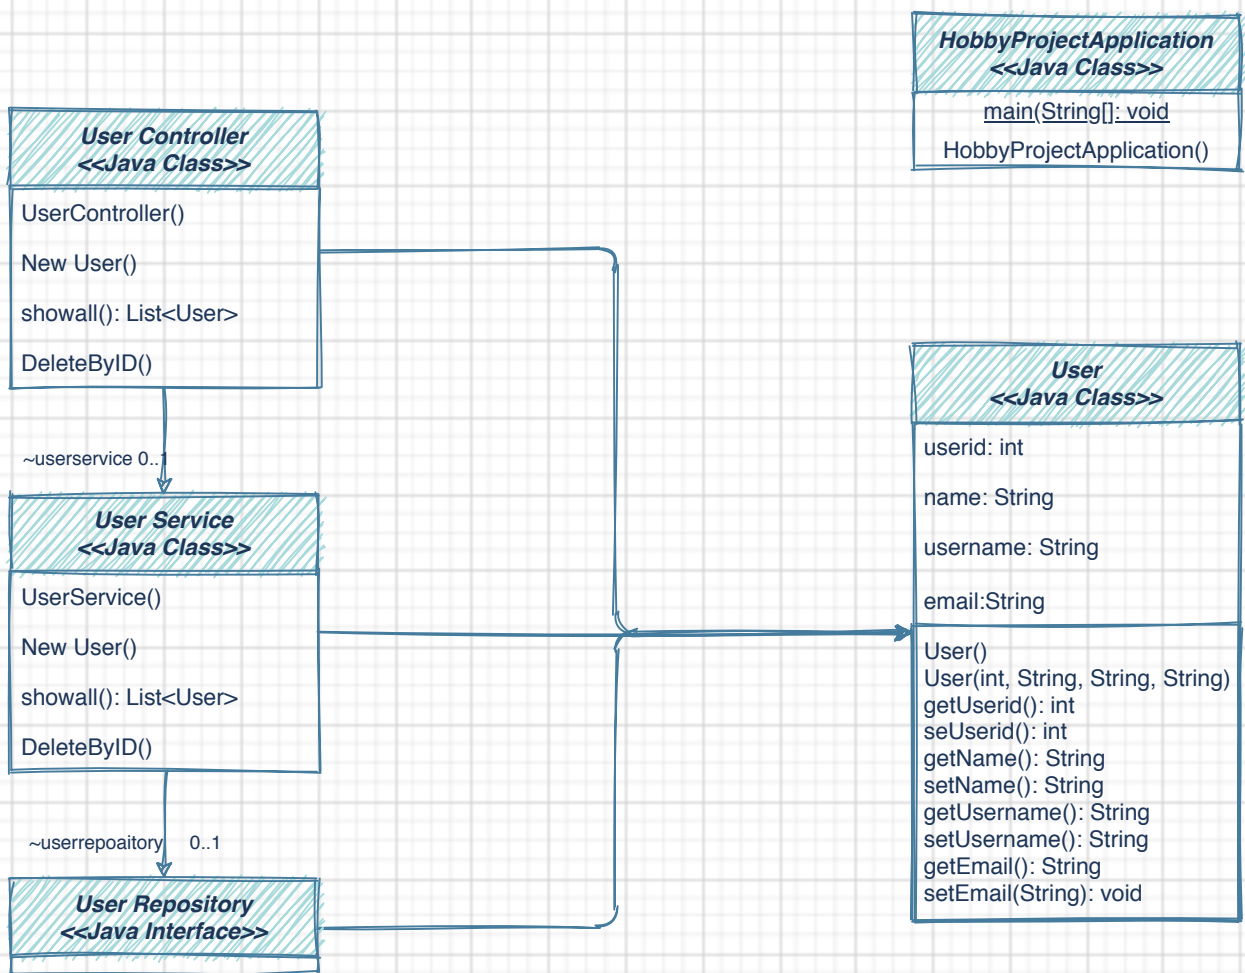 HobbyProjectApplication
<<Java Class>>
main(String[]: void
HobbyProjectApplication()
User Controller
<<Java Class>>
UserController()
New User()
showall(): List<User>
DeleteByID()
~userservice 0..1
User Service
<<Java Class>>
UserService()
New User()
showall(): List<User>
DeleteByID()
~userrepoaitory 0..1
User Repository
<<Java Interface>>
User
<<Java Class>>
userid: int
name: String
username: String
email:String
User()
User(int, String, String, String)
getUserid(): int
seUserid(): int
getName(): String
setName(): String
getUsername(): String
setUsername(): String
getEmail(): String
setEmail(String): void